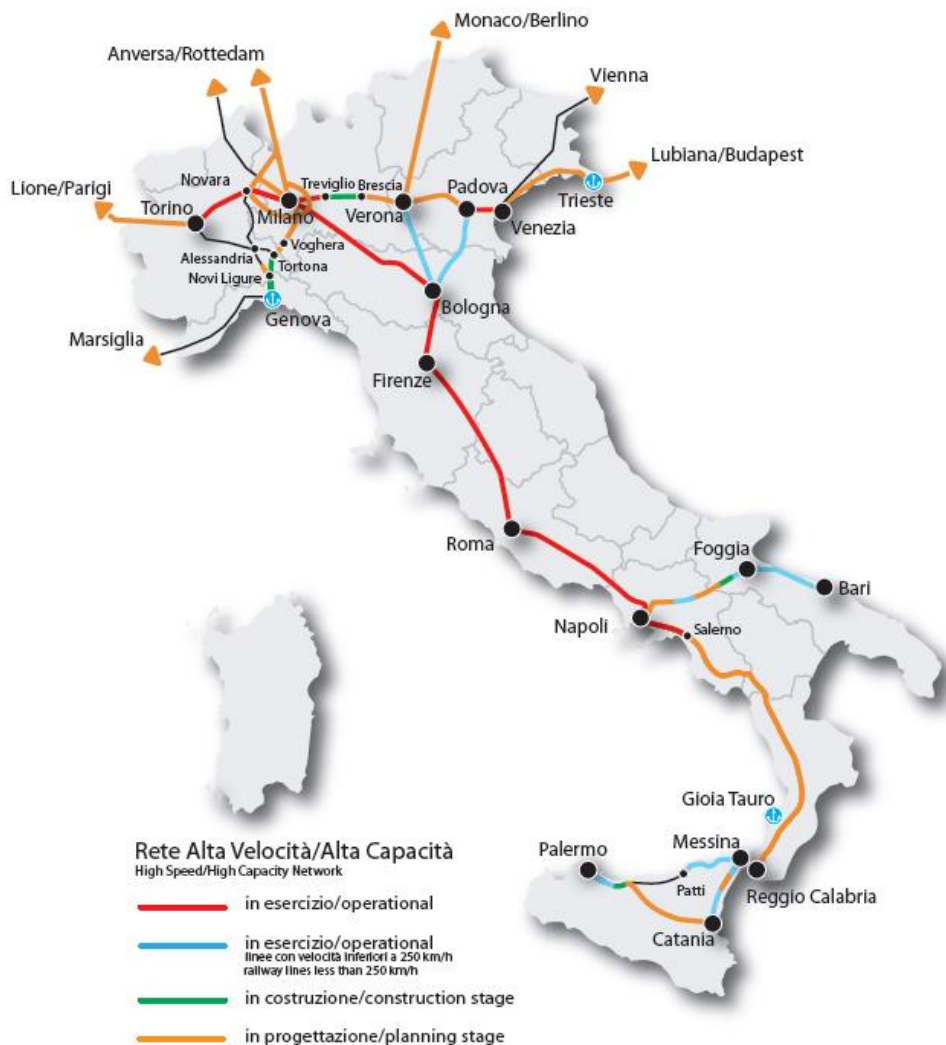 Monaco/Berlino
Anversa/Rottedam
Vienna
Lubiana/Budapest
Lione/Parigi
Novara
Torino
Milano
Treviglio
Brescia
Verona
Padova
Venezia
Trieste
Voghera
Alessandria
Tortona
Novi Ligure
Genova
Bologna
Marsiglia
Firenze
Roma
Foggia
Bari
Napoli
Salerno
Gioia Tauro
Messina
Palermo
Patti
Reggio Calabria
Catania
Rete Alta Velocità/Alta Capacità
High Speed/High Capacity Network
in esercizio/operational
in esercizio/operational
linee con velocità inferiori a 250 km/h
railway lines less than 250 km/h
in costruzione/construction stage
in progettazione/planning stage